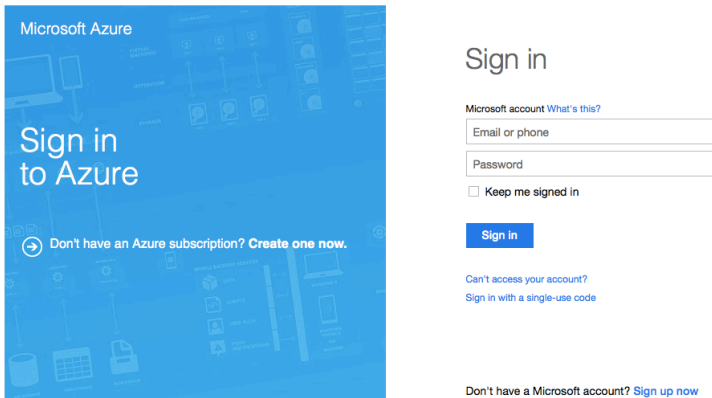 Microsoft Azure
Sign in
to Azure
Don't have an Azure subscription? Create one now.
Sign in
Microsoft account What's this?
Email or phone
Password
Keep me signed in
Sign in
Can't access your account?
Sign in with a single-use code
Don't have a Microsoft account? Sign up now